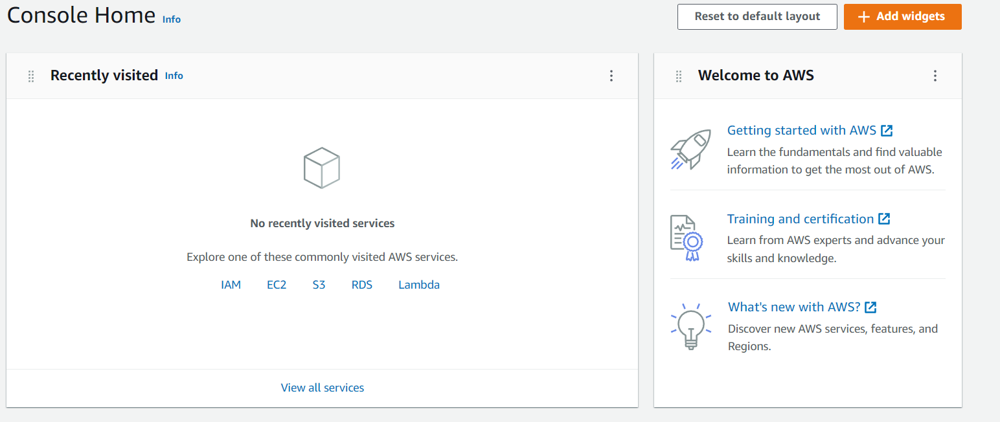 Console Home Info
Reset to default layout
Add widgets
Recently visited Info
No recently visited services
Explore one of these commonly visited AWS services.
IAM EC2 S3 RDS Lambda
View all services
Welcome to AWS
Getting started with AWS
Learn the fundamentals and find valuable
information to get the most out of AWS.
Training and certification
Learn from AWS experts and advance your
skills and knowledge.
What's new with AWS?
Discover new AWS services, features, and
Regions.